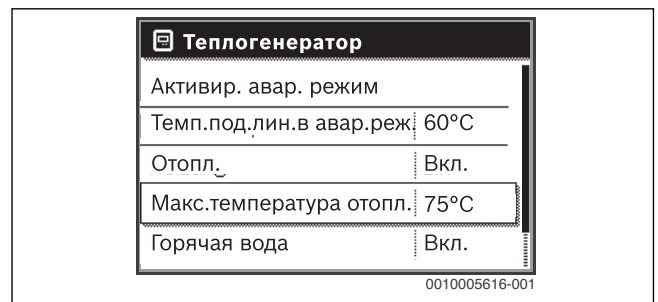 Теплогенератор
Активир. авар. режим
Темп.под.лин.в авар.реж. 60°C
Отопл. Вкл.
Макс.температура отопл. 75°C
Горячая вода Вкл.
0010005616-001